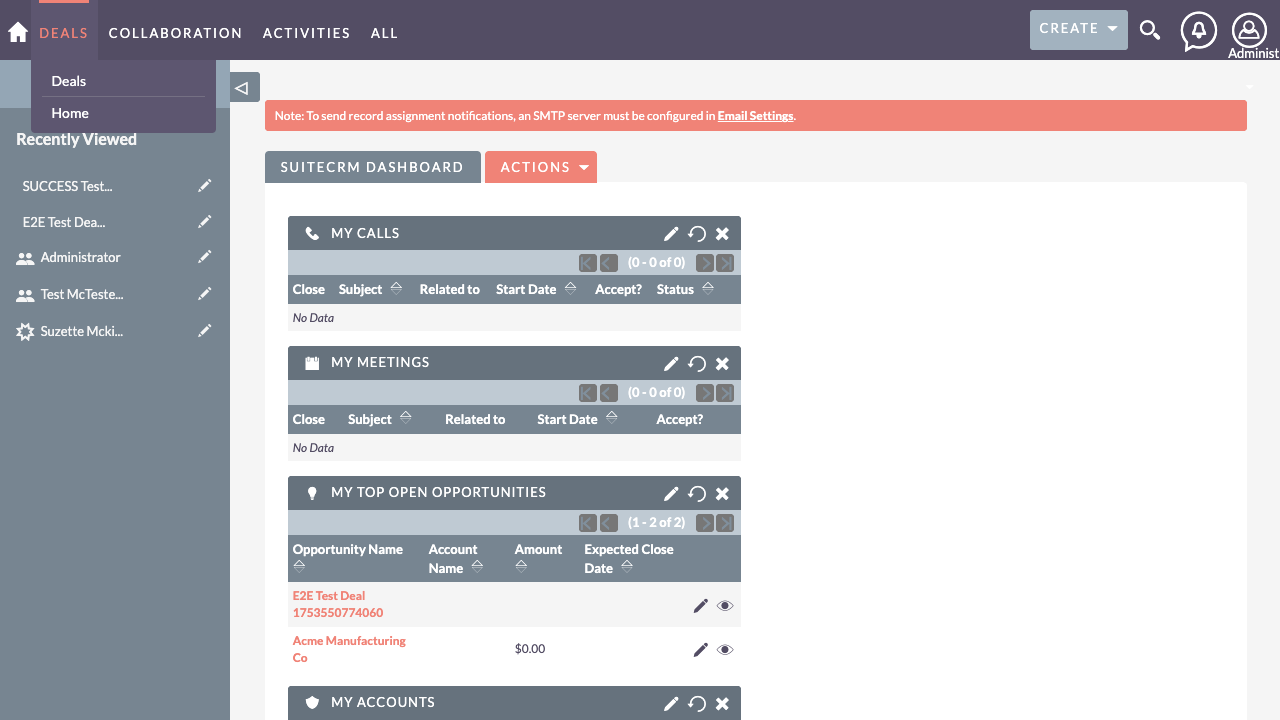 DEALS COLLABORATION ACTIVITIES ALL CREATE
Administ
Deals
Home
Recently Viewed
SUCCESS Test...
E2E Test Dea...
Administrator
Test McTeste...
Suzette Mcki...
Note: To send record assignment notifications, an SMTP server must be configured in Email Settings.
SUITECRM DASHBOARD ACTIONS
MY CALLS
(0 - 0 of 0)
Close Subject Related to Start Date Accept? Status
No Data
MY MEETINGS
(0 - 0 of 0)
Close Subject Related to Start Date Accept?
No Data
MY TOP OPEN OPPORTUNITIES
(1 - 2 of 2)
Opportunity Name Account Amount Expected Close
Name Date
E2E Test Deal
1753550774060
Acme Manufacturing
Co $0.00
MY ACCOUNTS